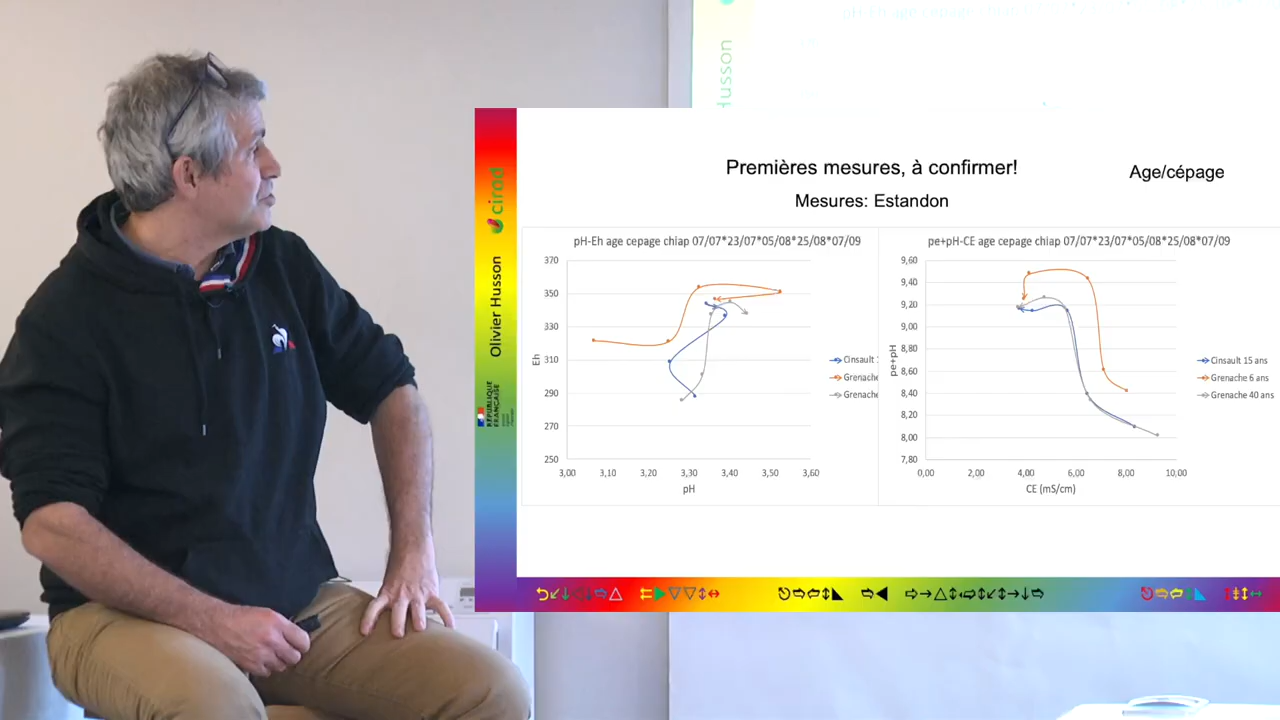 Husson
Premières mesures, à confirmer!
Age/cépage
Mesures: Estandon
cirad
Olivier Husson
RÉPUBLIQUE
FRANÇAISE
pH-Eh age cepage chiap 07/07*23/07*05/08*25/08*07/09
370
350
330
310
290
270
250
Eh
3,00 3,10 3,20 3,30 3,40 3,50 3,60
pH
Cinsault
Grenache
Grenache
pe+pH-CE age cepage chiap 07/07*23/07*05/08*25/08*07/09
9,60
9,40
9,20
9,00
8,80
8,60
8,40
8,20
8,00
7,80
pe+pH
0,00 2,00 4,00 6,00 8,00 10,00
CE (mS/cm)
Cinsault 15 ans
Grenache 6 ans
Grenache 40 ans